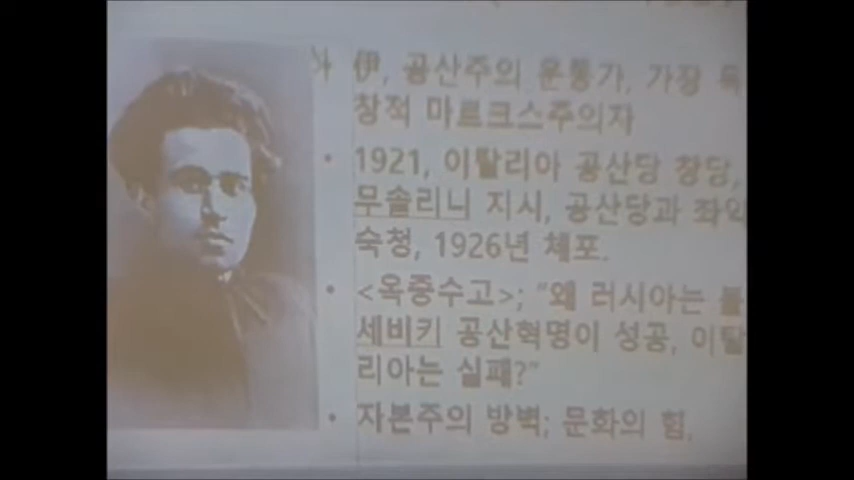 伊, 공산주의 운동가, 가장 독
창적 마르크스주의자
• 1921, 이탈리아 공산당 창당,
무솔리니 지시, 공산당과 좌익
숙청, 1926년 체포.
• <옥중수고>; "왜 러시아는 볼
세비키 공산혁명이 성공, 이탈
리아는 실패?"
• 자본주의 방벽; 문화의 힘,